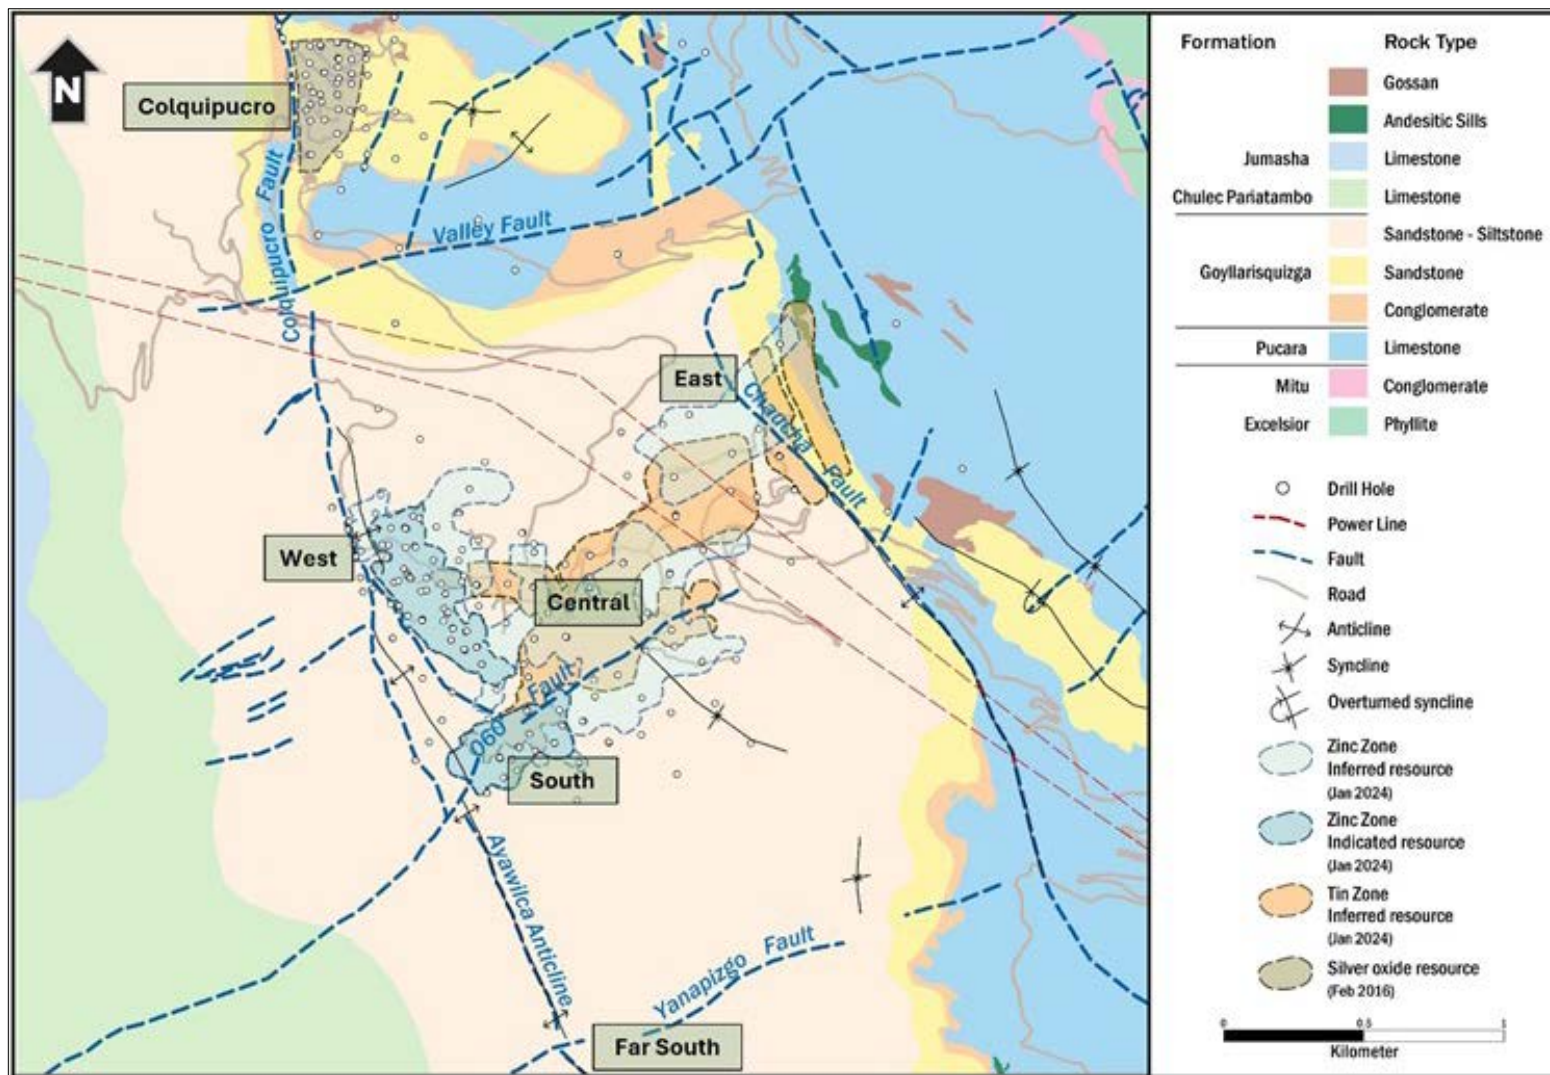 N
Colquipucro
Colquipucro Fault
Valley Fault
East
Chaucha Fault
West
Central
060 Fault
South
Ayawilca Anticline
Yanapizgo Fault
Far South
Formation Rock Type
Gossan
Andesitic Sills
Jumasha Limestone
Chulec Pariatambo Limestone
Sandstone - Siltstone
Goyllarisquizga Sandstone
Conglomerate
Pucara Limestone
Mitu Conglomerate
Excelsior Phyllite
Drill Hole
Power Line
Fault
Road
Anticline
Syncline
Overturned syncline
Zinc Zone
Inferred resource
(Jan 2024)
Zinc Zone
Indicated resource
(Jan 2024)
Tin Zone
Inferred resource
(Jan 2024)
Silver oxide resource
(Feb 2016)
0 0.5 1
Kilometer